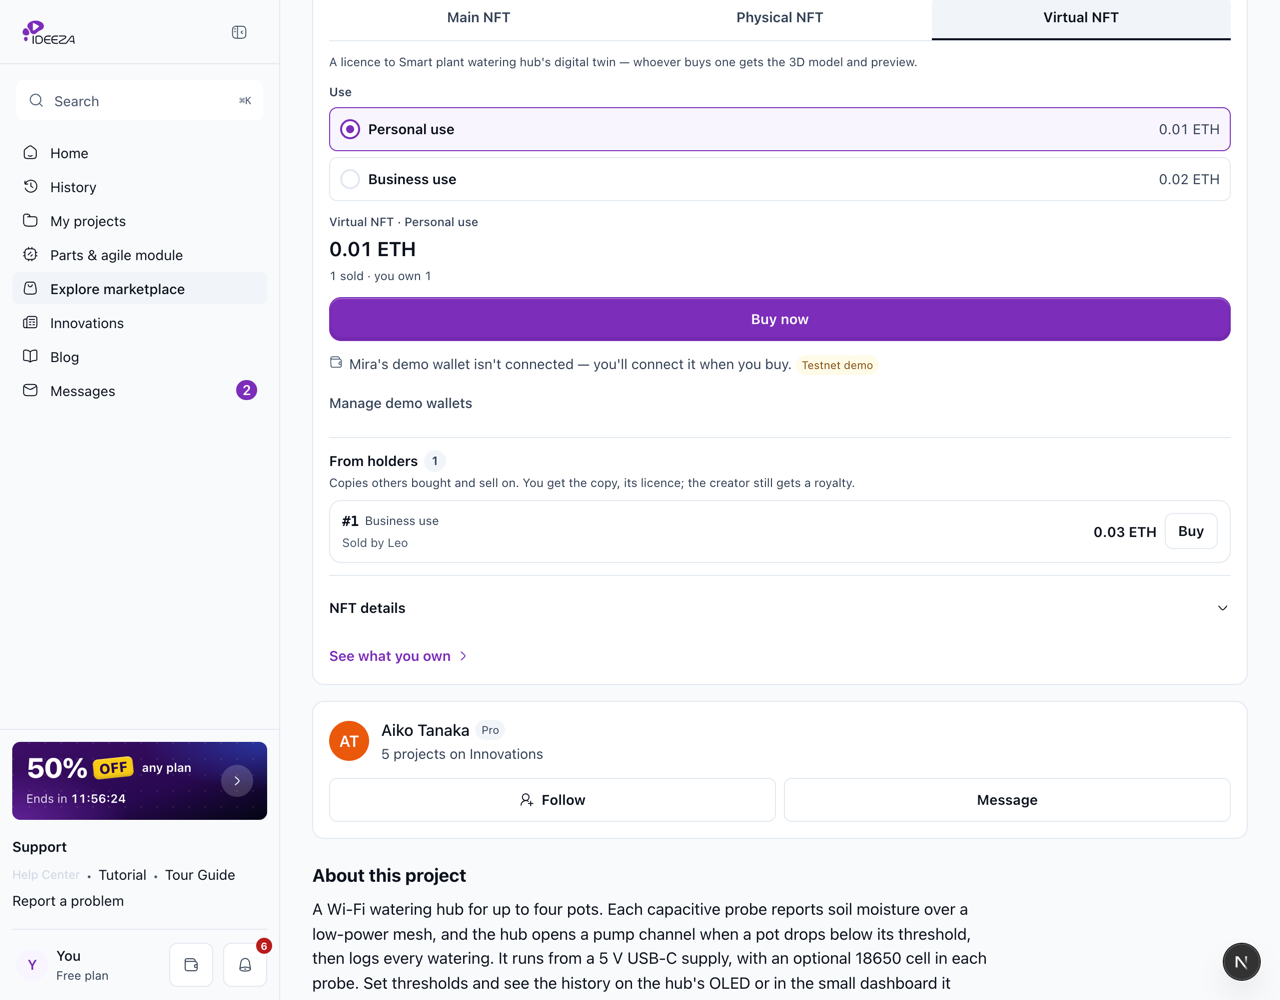 IDEEZA
Search
⌘K
Home
History
My projects
Parts & agile module
Explore marketplace
Innovations
Blog
Messages
2
50% OFF any plan
Ends in 11:56:24
Support
Help Center • Tutorial • Tour Guide
Report a problem
Y
You
Free plan
6
Main NFT
Physical NFT
Virtual NFT
A licence to Smart plant watering hub's digital twin — whoever buys one gets the 3D model and preview.
Use
Personal use
0.01 ETH
Business use
0.02 ETH
Virtual NFT · Personal use
0.01 ETH
1 sold · you own 1
Buy now
Mira's demo wallet isn't connected — you'll connect it when you buy. Testnet demo
Manage demo wallets
From holders 1
Copies others bought and sell on. You get the copy, its licence; the creator still gets a royalty.
#1 Business use
Sold by Leo
0.03 ETH
Buy
NFT details
See what you own
AT
Aiko Tanaka Pro
5 projects on Innovations
Follow
Message
About this project
A Wi-Fi watering hub for up to four pots. Each capacitive probe reports soil moisture over a
low-power mesh, and the hub opens a pump channel when a pot drops below its threshold,
then logs every watering. It runs from a 5 V USB-C supply, with an optional 18650 cell in each
probe. Set thresholds and see the history on the hub's OLED or in the small dashboard it
N